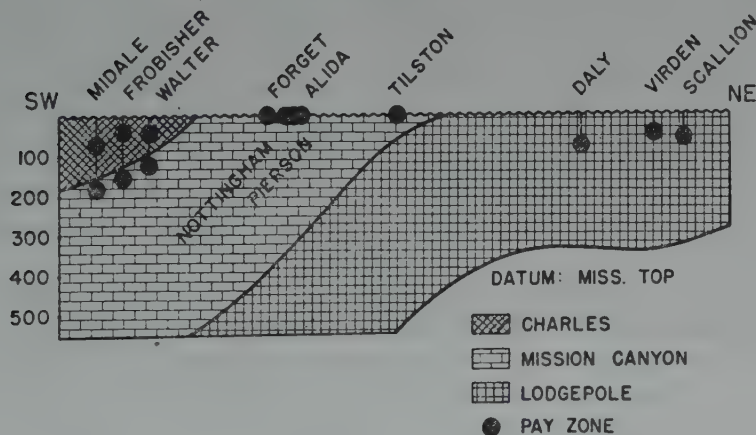 MIDALE
FROBISHER
WALTER
FORGET
ALIDA
TILSTON
DALY
VIRDEN
SCALLION
SW
NE
100
200
300
400
500
NOTTINGHAM
PIERSON
DATUM: MISS. TOP
CHARLES
MISSION CANYON
LODGEPOLE
PAY ZONE